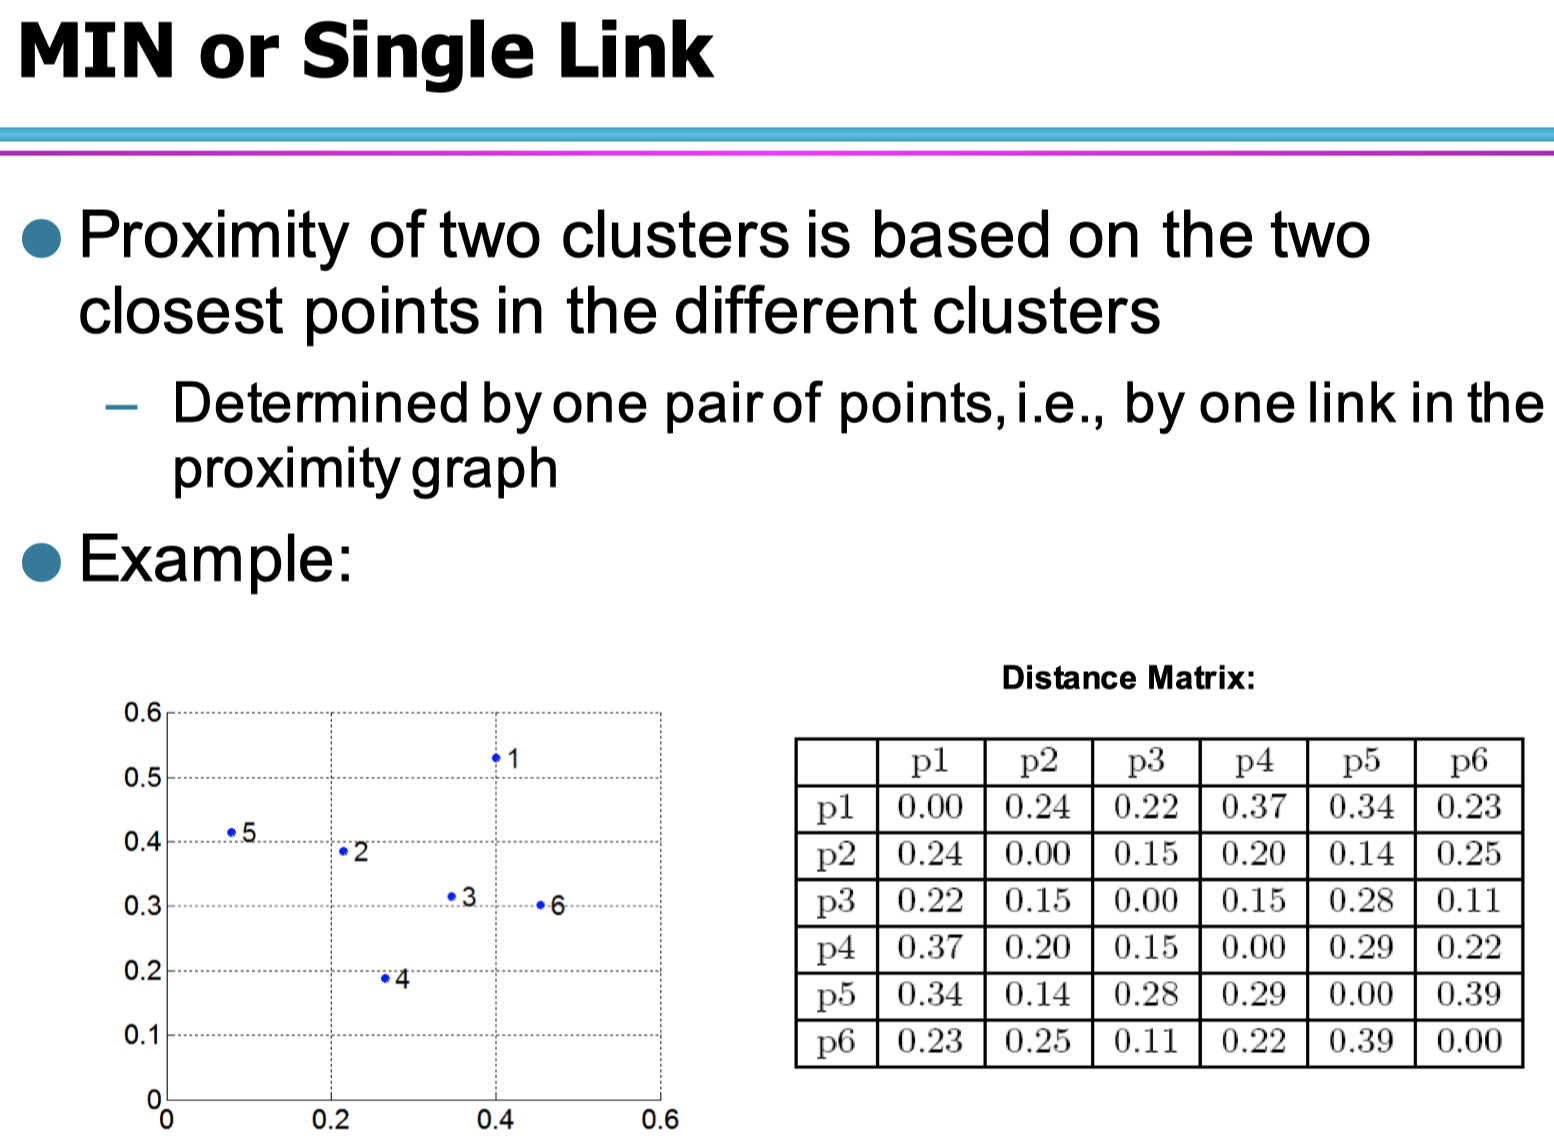 MIN or Single Link
Proximity of two clusters is based on the two
closest points in the different clusters
– Determined by one pair of points, i.e., by one link in the
proximity graph
Example:
Distance Matrix:
0.6
0.5
0.4
0.3
0.2
0.1
0
0 0.2 0.4 0.6
1
5
2
3
6
4
p1 p2 p3 p4 p5 p6
p1 0.00 0.24 0.22 0.37 0.34 0.23
p2 0.24 0.00 0.15 0.20 0.14 0.25
p3 0.22 0.15 0.00 0.15 0.28 0.11
p4 0.37 0.20 0.15 0.00 0.29 0.22
p5 0.34 0.14 0.28 0.29 0.00 0.39
p6 0.23 0.25 0.11 0.22 0.39 0.00